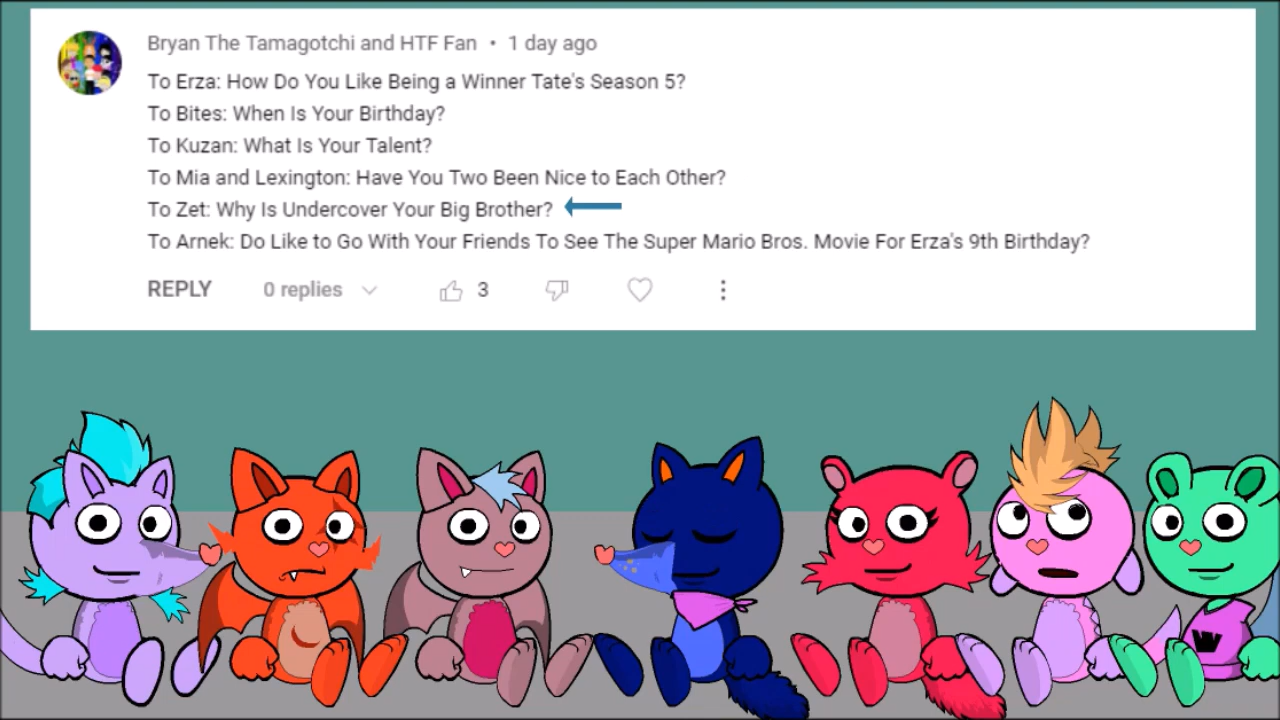 Bryan The Tamagotchi and HTF Fan • 1 day ago
To Erza: How Do You Like Being a Winner Tate's Season 5?
To Bites: When Is Your Birthday?
To Kuzan: What Is Your Talent?
To Mia and Lexington: Have You Two Been Nice to Each Other?
To Zet: Why Is Undercover Your Big Brother?
To Arnek: Do Like to Go With Your Friends To See The Super Mario Bros. Movie For Erza's 9th Birthday?
REPLY 0 replies 3
W